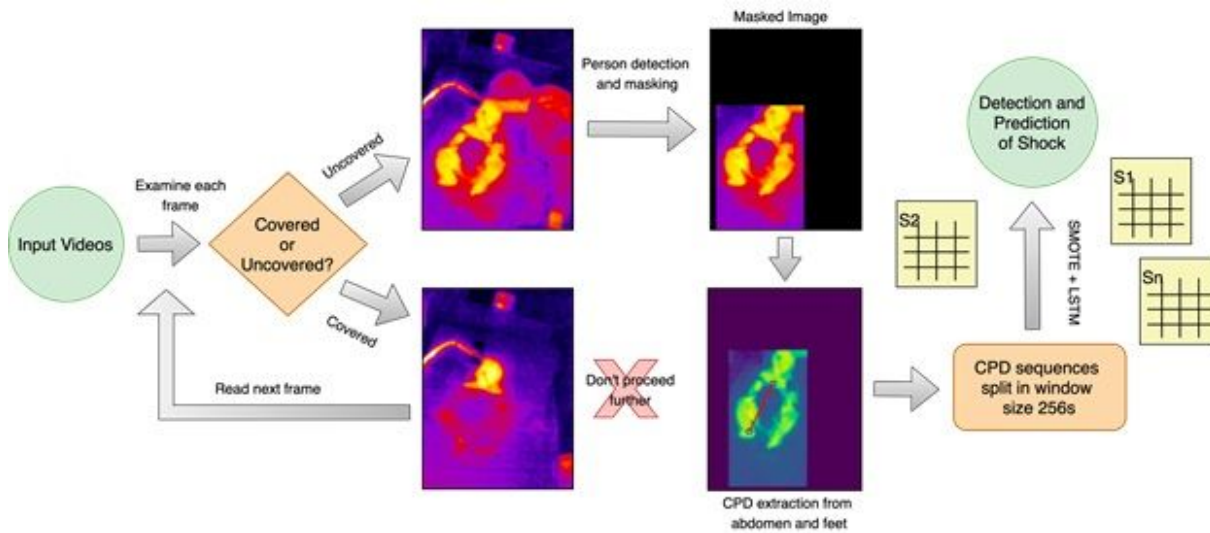 Input Videos
Examine each
frame
Covered
or
Uncovered?
Uncovered
Covered
Read next frame
Person detection
and masking
Masked Image
Don't proceed
further
CPD extraction from
abdomen and feet
CPD sequences
split in window
size 256s
SMOTE + LSTM
S2
S1
Sn
Detection and
Prediction
of Shock